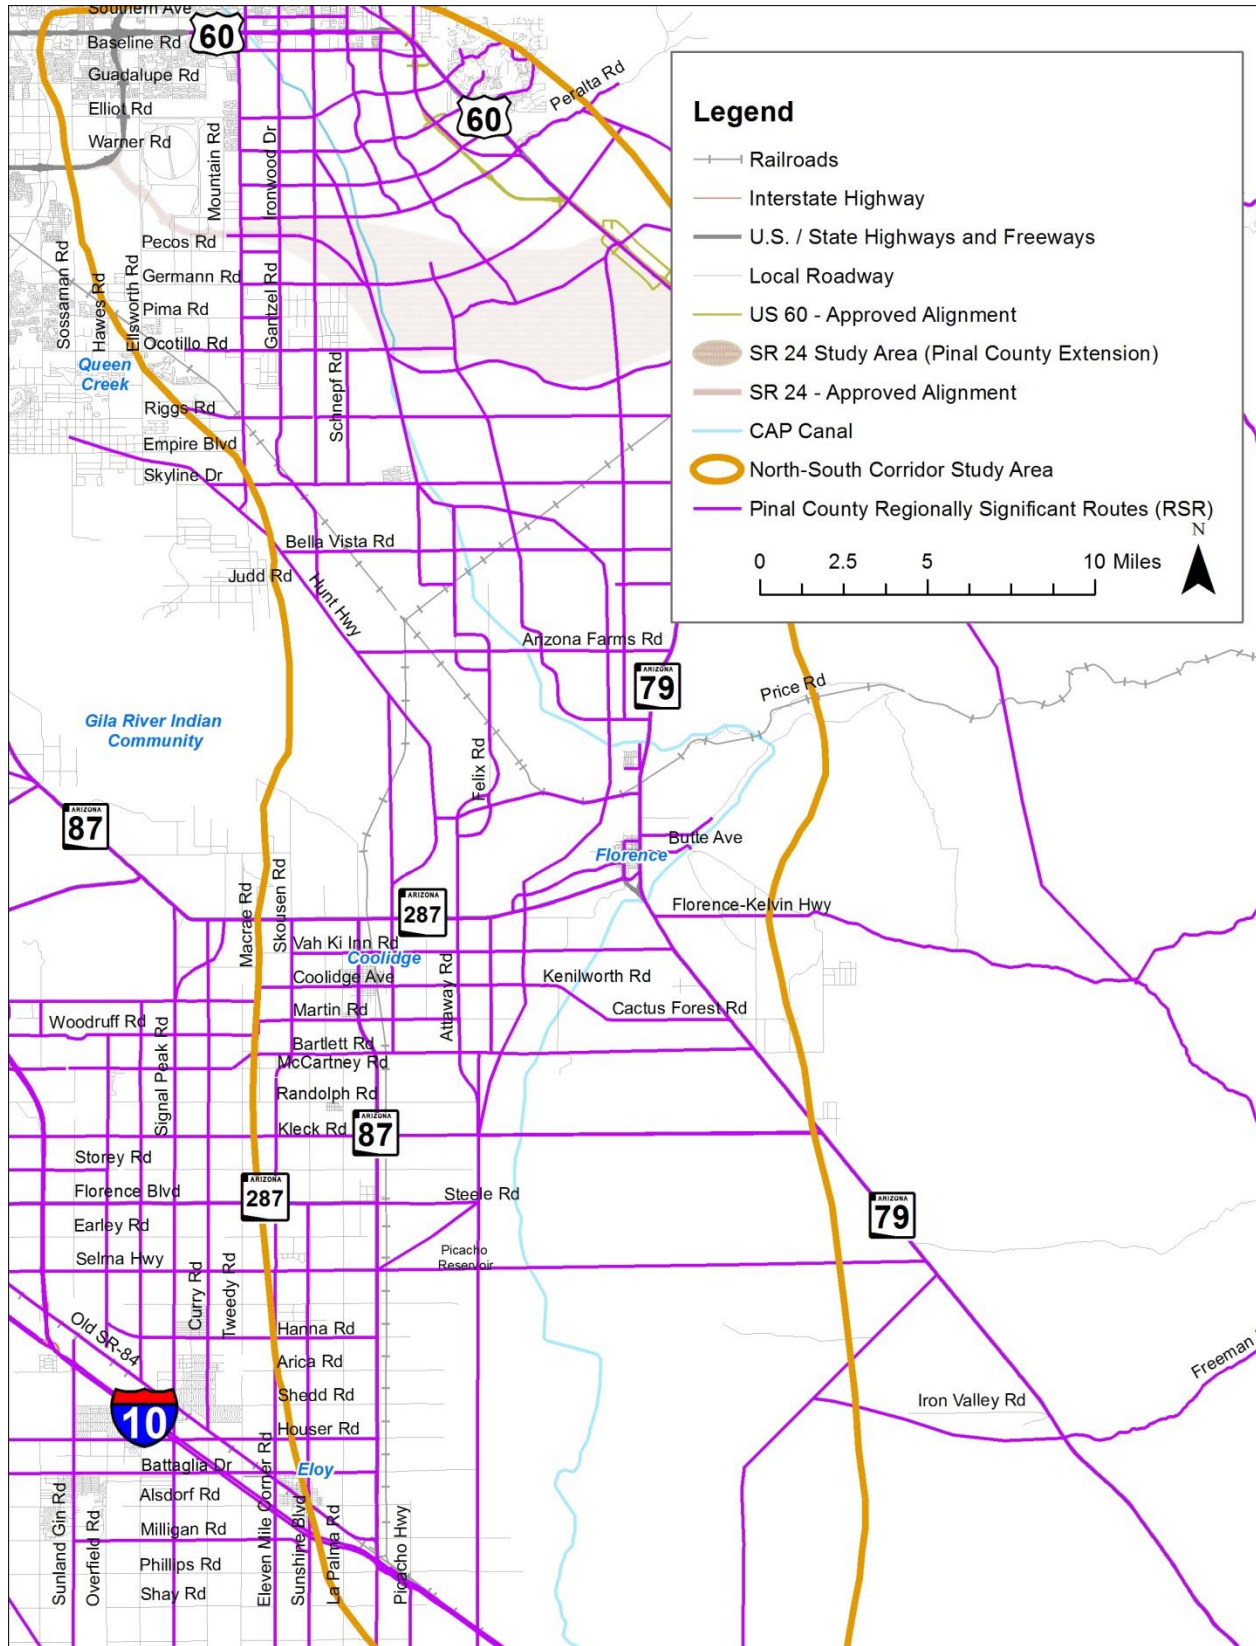 Southern Ave
60
Baseline Rd
Guadalupe Rd
Elliot Rd
Warner Rd
Mountain Rd
Ironwood Dr
60
Peralta Rd
Legend
Railroads
Interstate Highway
U.S. / State Highways and Freeways
Local Roadway
US 60 - Approved Alignment
SR 24 Study Area (Pinal County Extension)
SR 24 - Approved Alignment
CAP Canal
North-South Corridor Study Area
Pinal County Regionally Significant Routes (RSR)
N
0 2.5 5 10 Miles
Pecos Rd
Sossaman Rd
Hawes Rd
Ellsworth Rd
Germann Rd
Gantzel Rd
Pima Rd
Ocotillo Rd
Queen
Creek
Schnepf Rd
Riggs Rd
Empire Blvd
Skyline Dr
Bella Vista Rd
Judd Rd
Hunt Hwy
Arizona Farms Rd
ARIZONA
79
Price Rd
Gila River Indian
Community
Felix Rd
ARIZONA
87
Butte Ave
Florence
Macrae Rd
Skousen Rd
ARIZONA
287
Florence-Kelvin Hwy
Vah Ki Inn Rd
Coolidge
Coolidge Ave
Attaway Rd
Kenilworth Rd
Martin Rd
Cactus Forest Rd
Woodruff Rd
Signal Peak Rd
Bartlett Rd
McCartney Rd
Randolph Rd
Kleck Rd
ARIZONA
87
Storey Rd
Florence Blvd
ARIZONA
287
Steele Rd
ARIZONA
79
Earley Rd
Selma Hwy
Picacho
Reservoir
Curry Rd
Tweedy Rd
Old SR-84
Hanna Rd
Arica Rd
Shedd Rd
Freeman
Iron Valley Rd
10
Houser Rd
Battaglia Dr
Eloy
Alsdorf Rd
Milligan Rd
Phillips Rd
Shay Rd
Sunland Gin Rd
Overfield Rd
Eleven Mile Corner Rd
Sunshine Blvd
La Palma Rd
Picacho Hwy